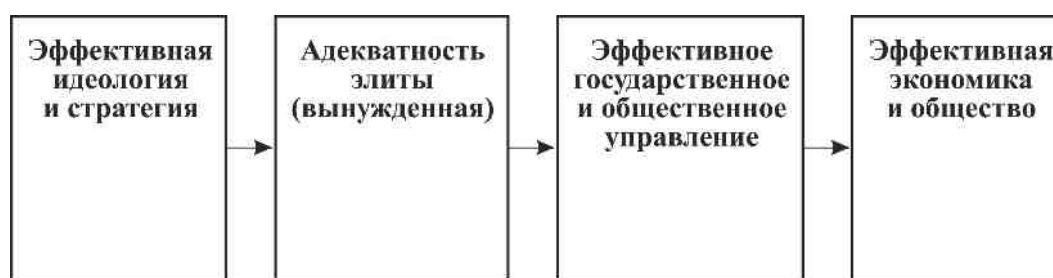 Эффективная
идеология
и стратегия
Адекватность
элиты
(вынужденная)
Эффективное
государственное
и общественное
управление
Эффективная
экономика
и общество